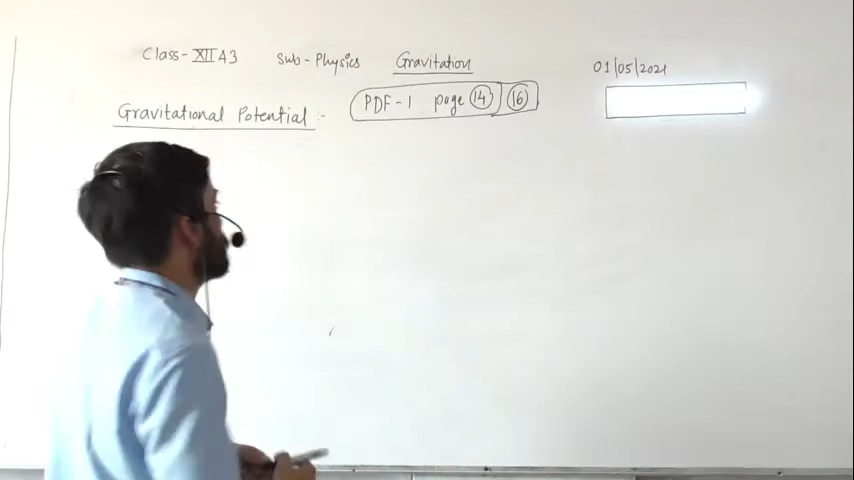 Class - XII A3 Sub - Physics Gravitation 01/05/2021
Gravitational Potential :- PDF - 1 page 14 16